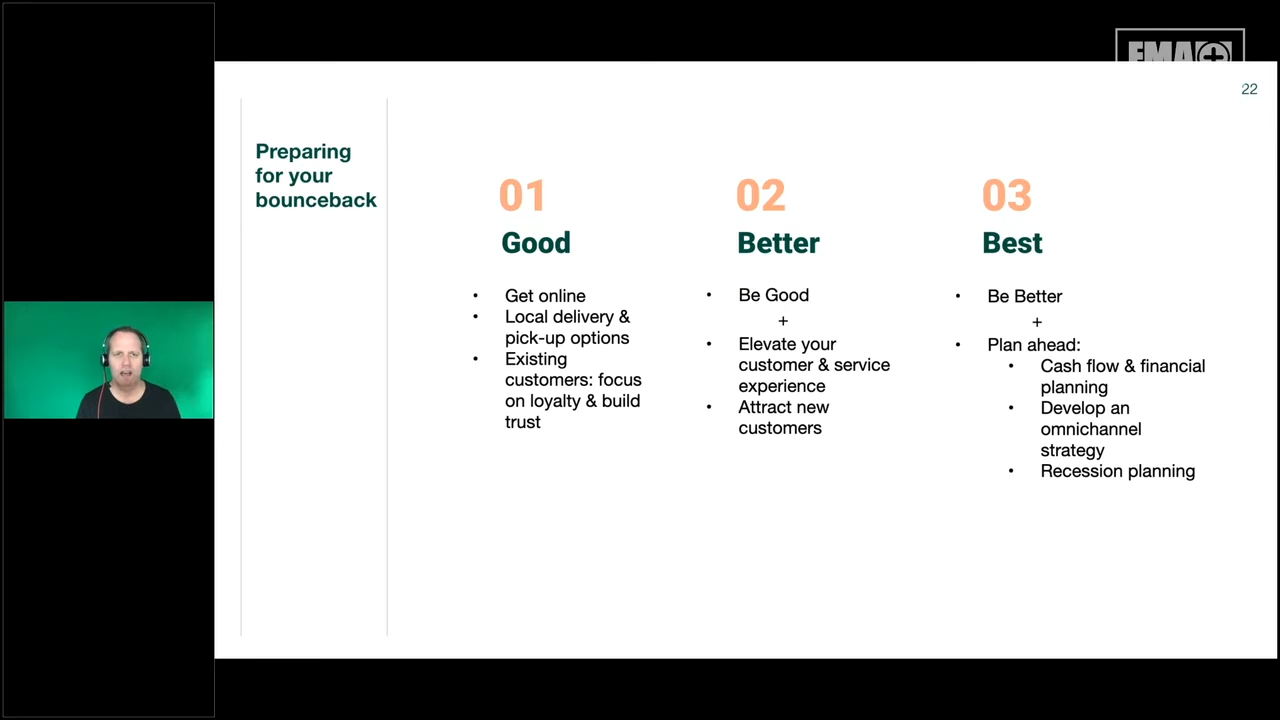 EMA+
22
Preparing
for your
bounceback
01
Good
• Get online
• Local delivery &
pick-up options
• Existing
customers: focus
on loyalty & build
trust
02
Better
• Be Good
+
• Elevate your
customer & service
experience
• Attract new
customers
03
Best
• Be Better
+
• Plan ahead:
• Cash flow & financial
planning
• Develop an
omnichannel
strategy
• Recession planning